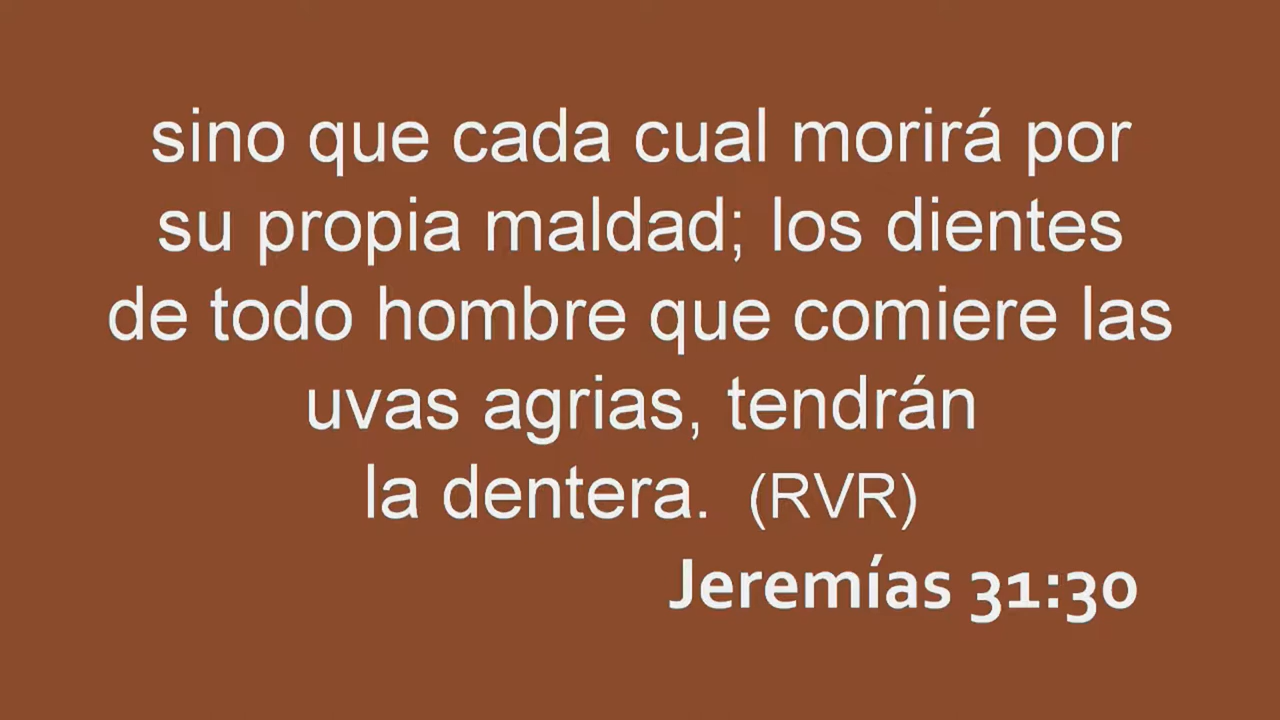 sino que cada cual morirá por
su propia maldad; los dientes
de todo hombre que comiere las
uvas agrias, tendrán
la dentera. (RVR)
Jeremías 31:30